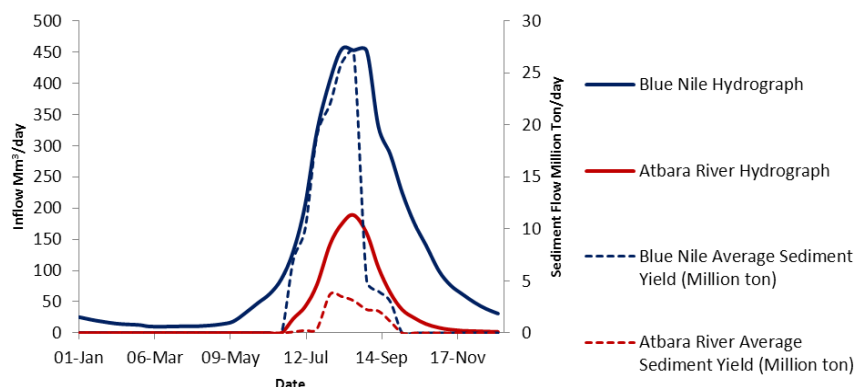 500
450
400
350
300
250
200
150
100
50
0
Inflow Mm³/day
30
25
20
15
10
5
0
Sediment Flow Million Ton/day
01-Jan 06-Mar 09-May 12-Jul 14-Sep 17-Nov
Date
Blue Nile Hydrograph
Atbara River Hydrograph
Blue Nile Average Sediment
Yield (Million ton)
Atbara River Average
Sediment Yield (Million ton)